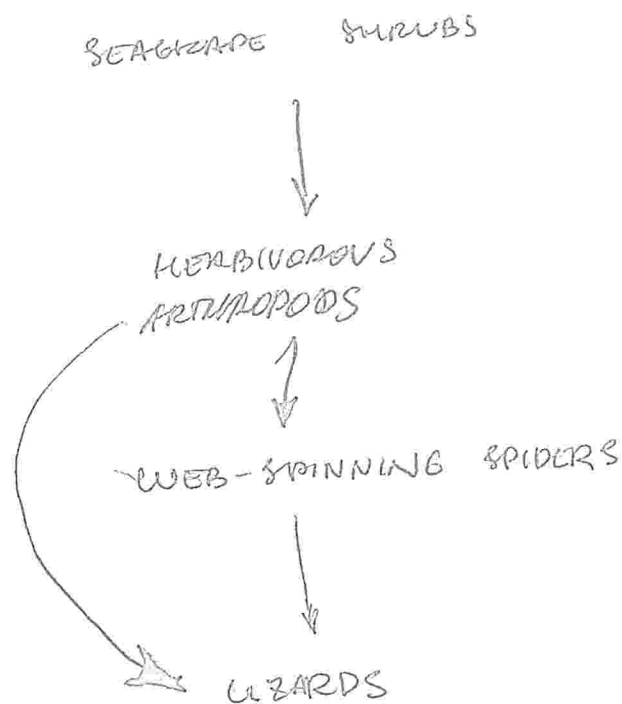 SEAGRAPE SHRUBS
HERBIVOROUS
ARTHROPODS
WEB-SPINNING SPIDERS
LIZARDS